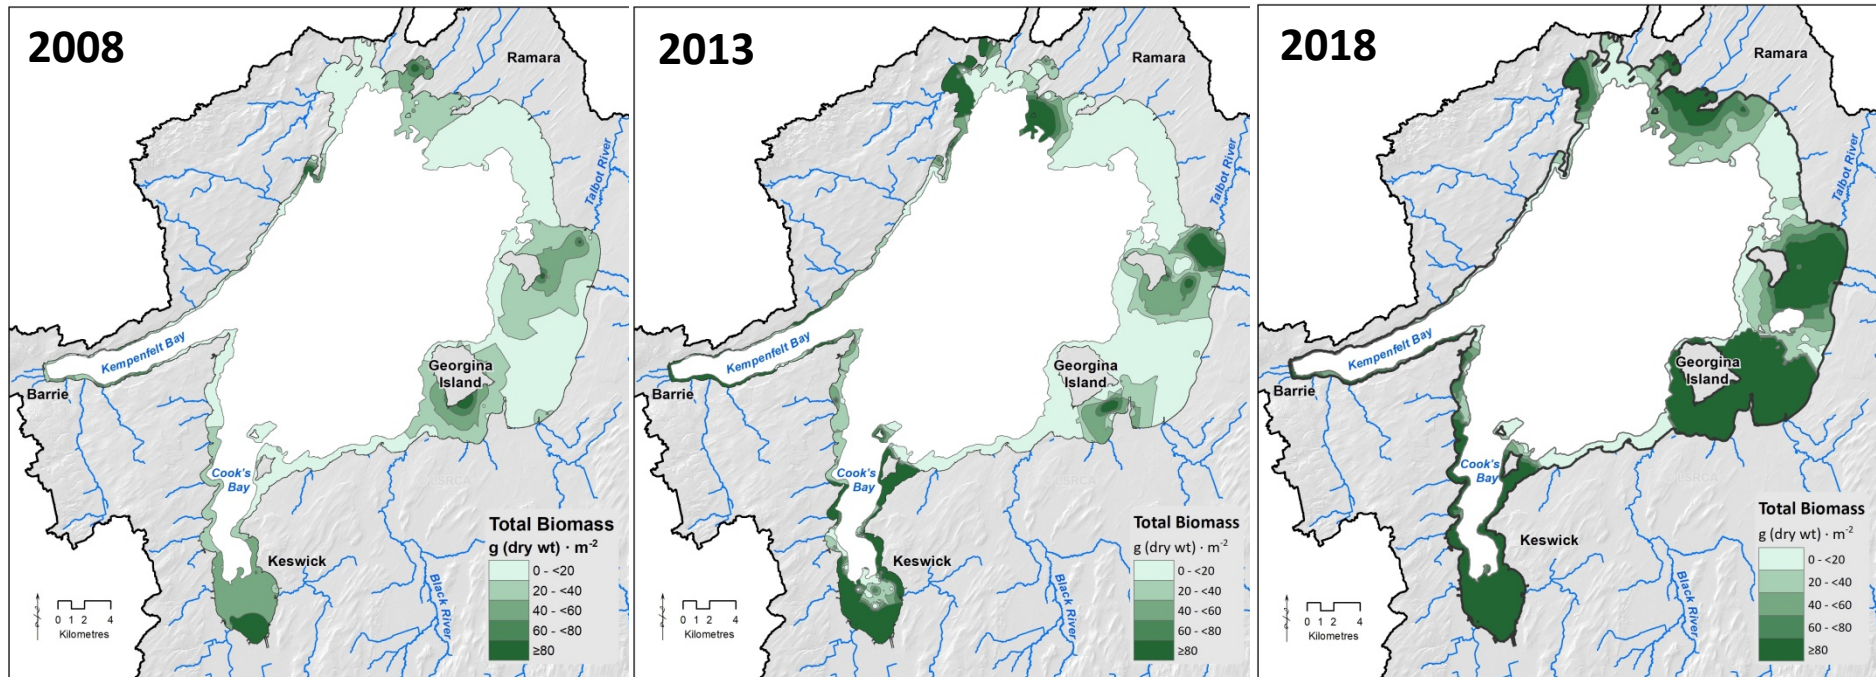 2008
Ramara
Talbot River
Kempenfelt Bay
Barrie
Georgina
Island
Cook's
Bay
Keswick
Black River
Total Biomass
g (dry wt) · m⁻²
0 - <20
20 - <40
40 - <60
60 - <80
≥80
0 1 2 4
Kilometres
2013
Ramara
Talbot River
Kempenfelt Bay
Barrie
Georgina
Island
Cook's
Bay
Keswick
Black River
Total Biomass
g (dry wt) · m⁻²
0 - <20
20 - <40
40 - <60
60 - <80
≥80
0 1 2 4
Kilometres
2018
Ramara
Talbot River
Kempenfelt Bay
Barrie
Georgina
Island
Cook's
Bay
Keswick
Black River
Total Biomass
g (dry wt) · m⁻²
0 - <20
20 - <40
40 - <60
60 - <80
≥80
0 1 2 4
Kilometres